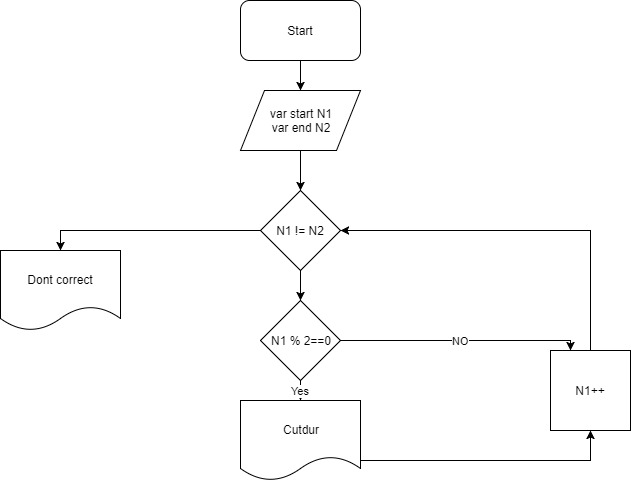 Start
var start N1
var end N2
N1 != N2
Dont correct
N1 % 2==0
NO
Yes
N1++
Cutdur